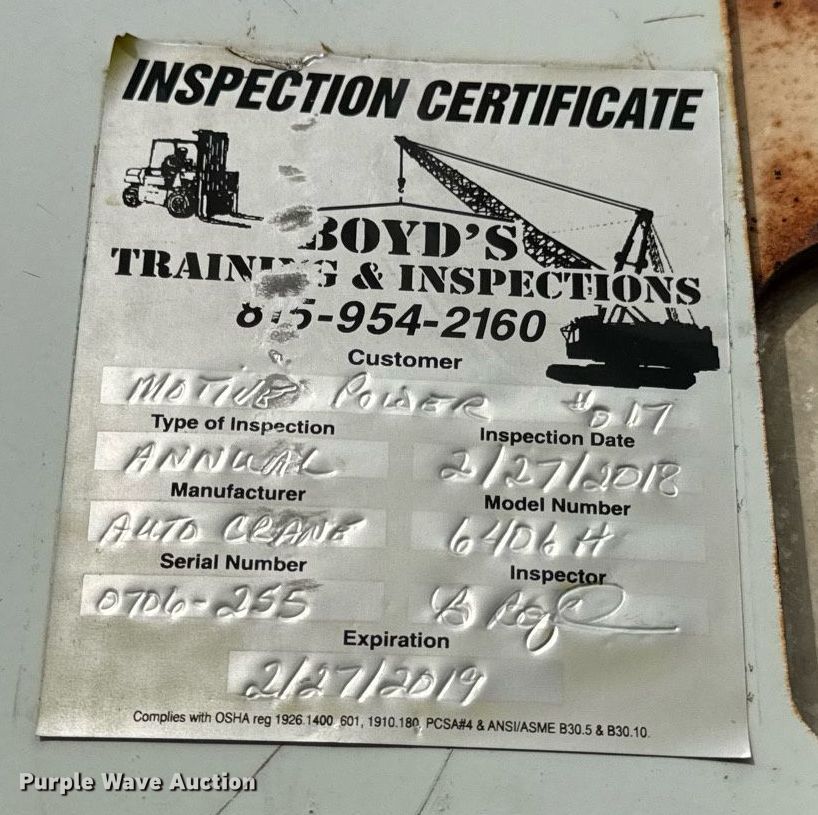 INSPECTION CERTIFICATE
BOYD'S
TRAINING & INSPECTIONS
815-954-2160
Customer
MOTIVE POWER
Type of Inspection
Inspection Date
ANNUAL
2/27/2018
Manufacturer
Model Number
AUTO CRANE
6406H
Serial Number
Inspector
0706-255
Expiration
2/27/2019
Complies with OSHA reg 1926.1400, 601, 1910.180, PCSA#4 & ANSI/ASME B30.5 & B30.10.
Purple Wave Auction